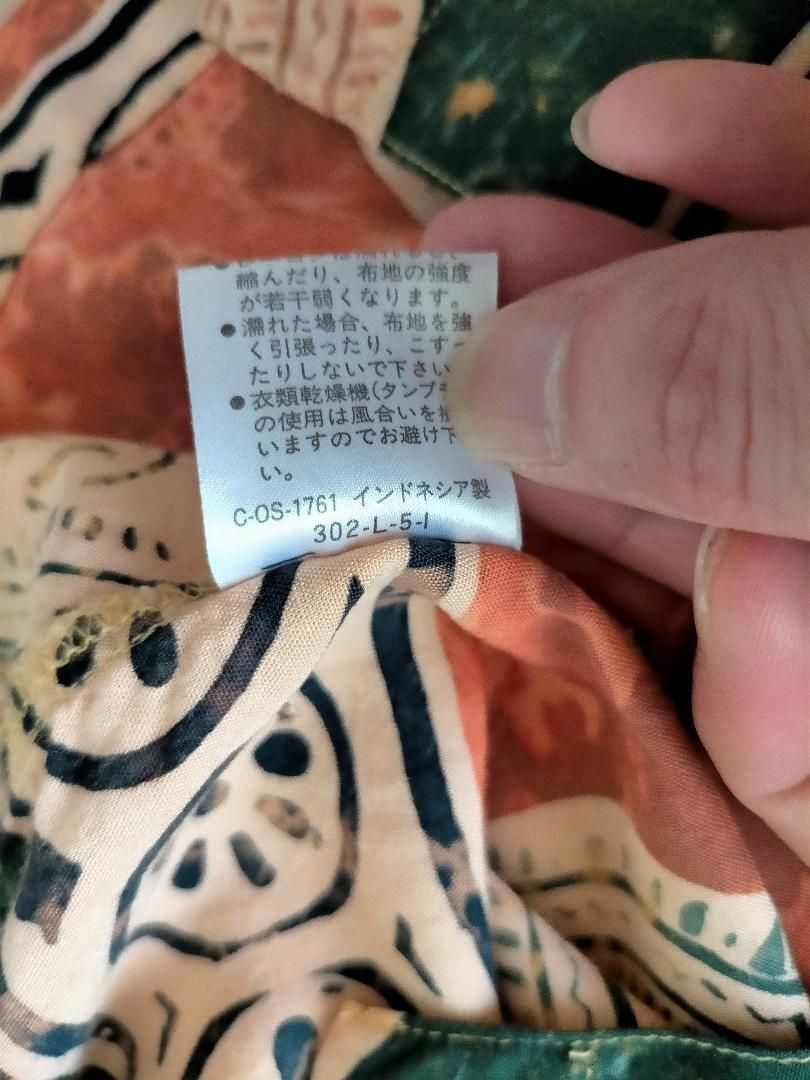 縮んだり、布地の強度
が若干弱くなります。
●濡れた場合、布地を強
く引張ったり、こすっ
たりしないで下さい
●衣類乾燥機(タンブ
の使用は風合いを
いますのでお避け下
い。
C-OS-1761 インドネシア製
302-L-5-I